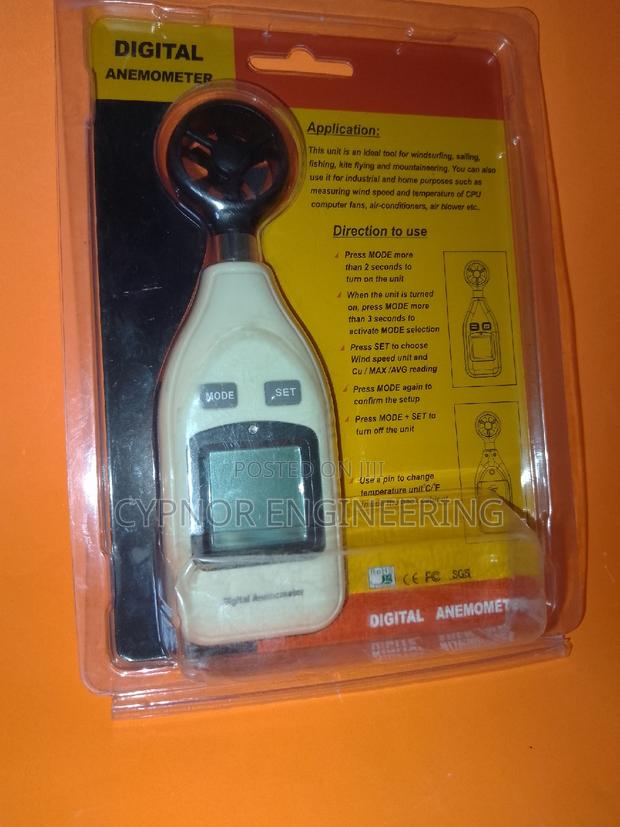 DIGITAL
ANEMOMETER
Application:
This unit is an ideal tool for windsurfing, sailing,
fishing, kite flying and mountaineering. You can also
use it for industrial and home purposes such as
measuring wind speed and temperature of CPU
computer fans, air-conditioners, air blower etc..
Direction to use
Press MODE more
than 2 seconds to
turn on the unit
When the unit is turned
on, press MODE more
than 3 seconds to
activate MODE selection
Press SET to choose
Wind speed unit and
Cu / MAX /AVG reading
Press MODE again to
confirm the setup
Press MODE + SET to
turn off the unit
Use a pin to change
temperature unit C/F
MODE
SET
POSTED ON
CYPNOR ENGINEERING
Digital Anemometer
CE FC SGS
DIGITAL ANEMOMET